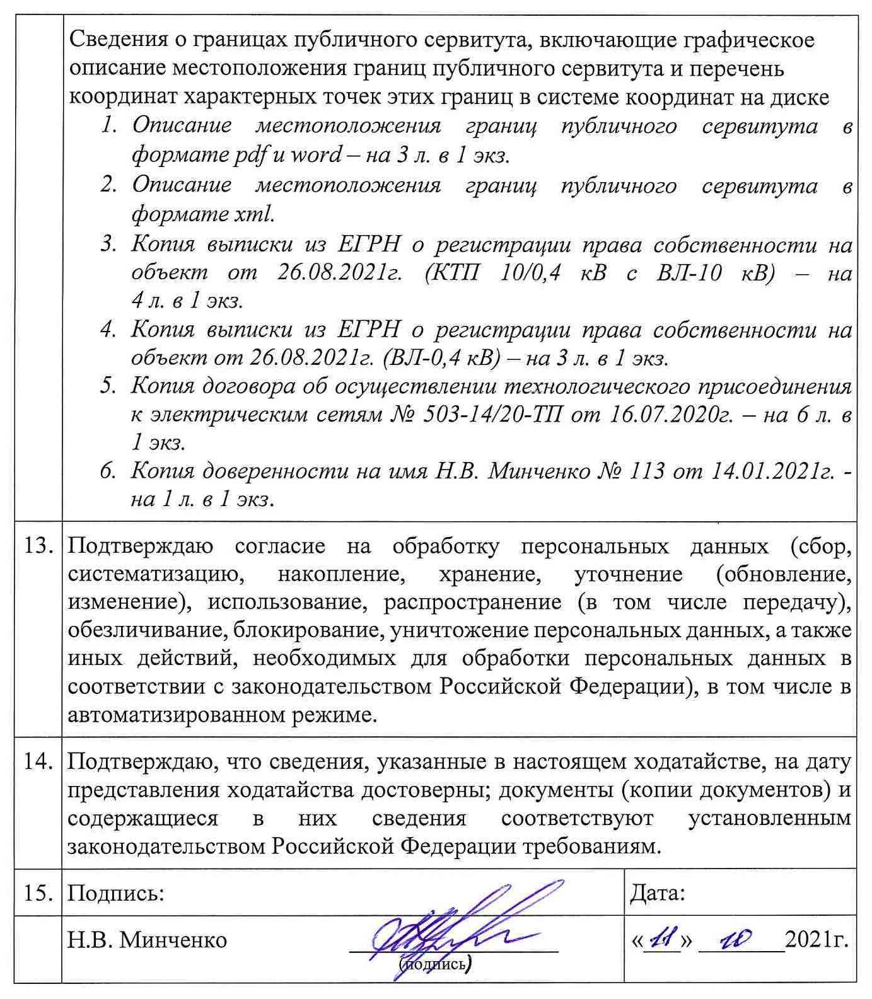 Сведения о границах публичного сервитута, включающие графическое
описание местоположения границ публичного сервитута и перечень
координат характерных точек этих границ в системе координат на диске
1. Описание местоположения границ публичного сервитута в
формате pdf и word – на 3 л. в 1 экз.
2. Описание местоположения границ публичного сервитута в
формате xml.
3. Копия выписки из ЕГРН о регистрации права собственности на
объект от 26.08.2021г. (КТП 10/0,4 кВ с ВЛ-10 кВ) – на
4 л. в 1 экз.
4. Копия выписки из ЕГРН о регистрации права собственности на
объект от 26.08.2021г. (ВЛ-0,4 кВ) – на 3 л. в 1 экз.
5. Копия договора об осуществлении технологического присоединения
к электрическим сетям № 503-14/20-ТП от 16.07.2020г. – на 6 л. в
1 экз.
6. Копия доверенности на имя Н.В. Минченко № 113 от 14.01.2021г. -
на 1 л. в 1 экз.
13. Подтверждаю согласие на обработку персональных данных (сбор,
систематизацию, накопление, хранение, уточнение (обновление,
изменение), использование, распространение (в том числе передачу),
обезличивание, блокирование, уничтожение персональных данных, а также
иных действий, необходимых для обработки персональных данных в
соответствии с законодательством Российской Федерации), в том числе в
автоматизированном режиме.
14. Подтверждаю, что сведения, указанные в настоящем ходатайстве, на дату
представления ходатайства достоверны; документы (копии документов) и
содержащиеся в них сведения соответствуют установленным
законодательством Российской Федерации требованиям.
15. Подпись: Дата:
Н.В. Минченко «11» 10 2021г.
(подпись)